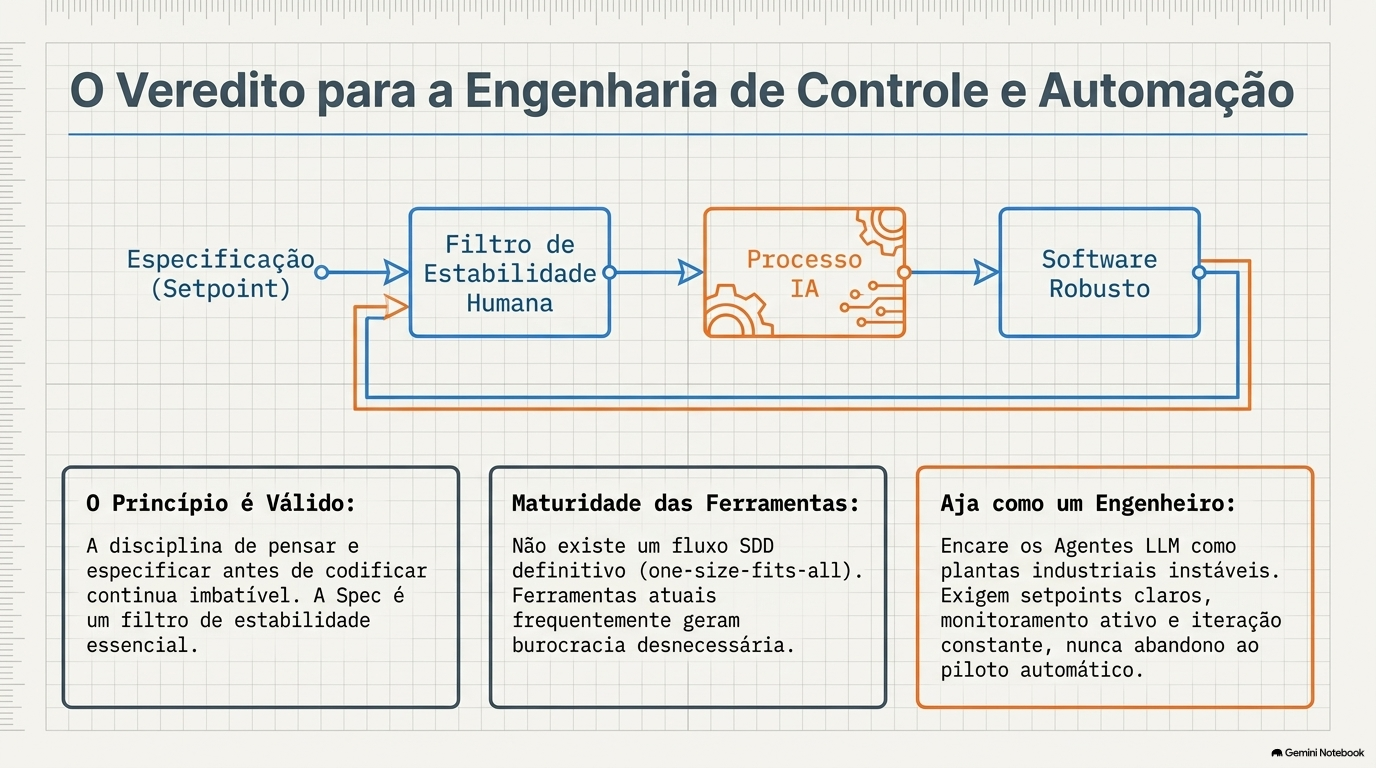 O Veredito para a Engenharia de Controle e Automação
Especificação
(Setpoint)
Filtro de
Estabilidade
Humana
Processo
IA
Software
Robusto
O Princípio é Válido:
A disciplina de pensar e
especificar antes de codificar
continua imbatível. A Spec é
um filtro de estabilidade
essencial.
Maturidade das Ferramentas:
Não existe um fluxo SDD
definitivo (one-size-fits-all).
Ferramentas atuais
frequentemente geram
burocracia desnecessária.
Aja como um Engenheiro:
Encare os Agentes LLM como
plantas industriais instáveis.
Exigem setpoints claros,
monitoramento ativo e iteração
constante, nunca abandono ao
piloto automático.
Gemini Notebook